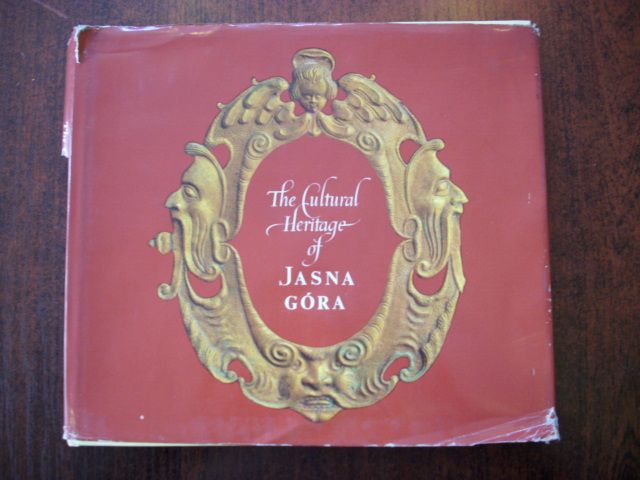 The Cultural
Heritage
of
JASNA
GÓRA